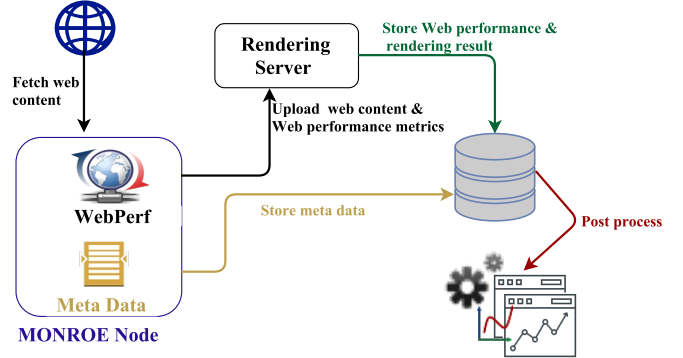 Rendering
Server
Store Web performance &
rendering result
Fetch web
content
Upload web content &
Web performance metrics
WebPerf
Store meta data
Post process
Meta Data
MONROE Node